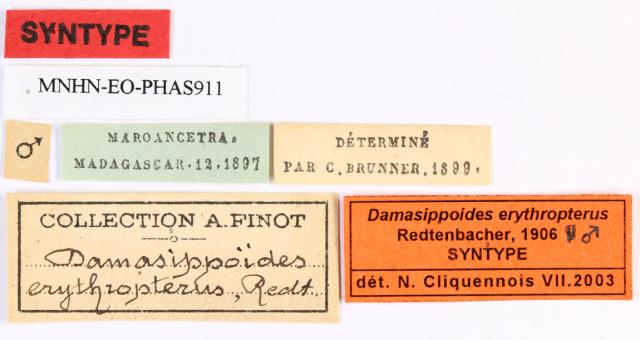 SYNTYPE
MNHN-EO-PHAS911
♂
MAROANCETRA.
MADAGASCAR.12.1897
DÉTERMINÉ
PAR C. BRUNNER, 1899.
COLLECTION A. FINOT
Damasippoïdes
erythropterus, Redt.
Damasippoides erythropterus
Redtenbacher, 1906 ♂
SYNTYPE
dét. N. Cliquennois VII.2003